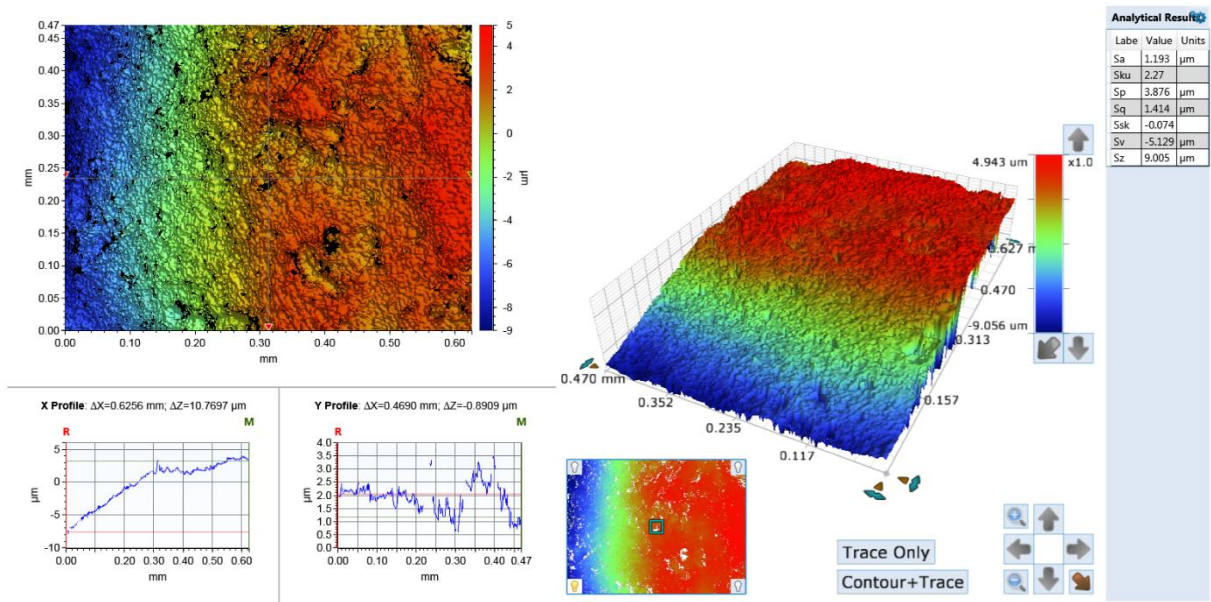 0.47
0.45
0.40
0.35
0.30
0.25
0.20
0.15
0.10
0.05
0.00
mm
0.00 0.10 0.20 0.30 0.40 0.50 0.60
mm
5
4
2
0
-2
-4
-6
-8
-9
µm
X Profile: ΔX=0.6256 mm; ΔZ=10.7697 µm
R
M
5
0
-5
-10
µm
0.00 0.10 0.20 0.30 0.40 0.50 0.60
mm
Y Profile: ΔX=0.4690 mm; ΔZ=-0.8909 µm
R
M
4.0
3.5
3.0
2.5
2.0
1.5
1.0
0.5
0.0
µm
0.00 0.10 0.20 0.30 0.40 0.47
mm
4.943 um
x1.0
0.627 m
0.470
-9.056 um
0.313
0.157
0.470 mm
0.352
0.235
0.117
Trace Only
Contour+Trace
Analytical Results
Labe Value Units
Sa 1.193 µm
Sku 2.27
Sp 3.876 µm
Sq 1.414 µm
Ssk -0.074
Sv -5.129 µm
Sz 9.005 µm